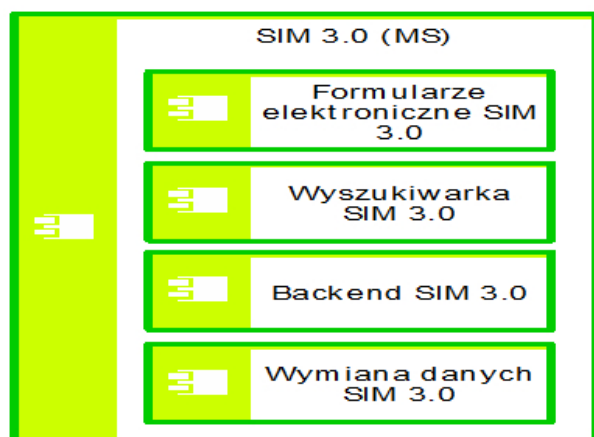 SIM 3.0 (MS)
Formularze
elektroniczne SIM
3.0
Wyszukiwarka
SIM 3.0
Backend SIM 3.0
Wymiana danych
SIM 3.0